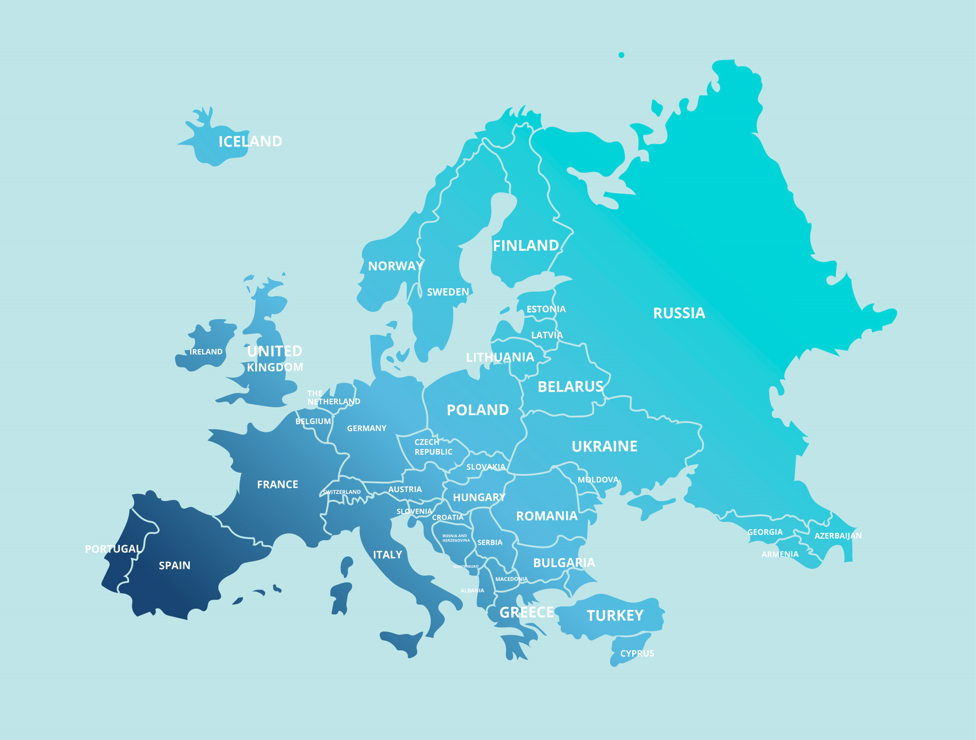 ICELAND
FINLAND
NORWAY
SWEDEN
RUSSIA
ESTONIA
LATVIA
IRELAND
UNITED
KINGDOM
LITHUANIA
BELARUS
THE
NETHERLAND
POLAND
BELGIUM
GERMANY
CZECH
REPUBLIC
UKRAINE
SLOVAKIA
FRANCE
SWITZERLAND
AUSTRIA
MOLDOVA
HUNGARY
SLOVENIA
CROATIA
ROMANIA
GEORGIA
AZERBAIJAN
BOSNIA AND
HERZEGOVINA
SERBIA
PORTUGAL
SPAIN
ITALY
ARMENIA
BULGARIA
MACEDONIA
ALBANIA
GREECE
TURKEY
CYPRUS